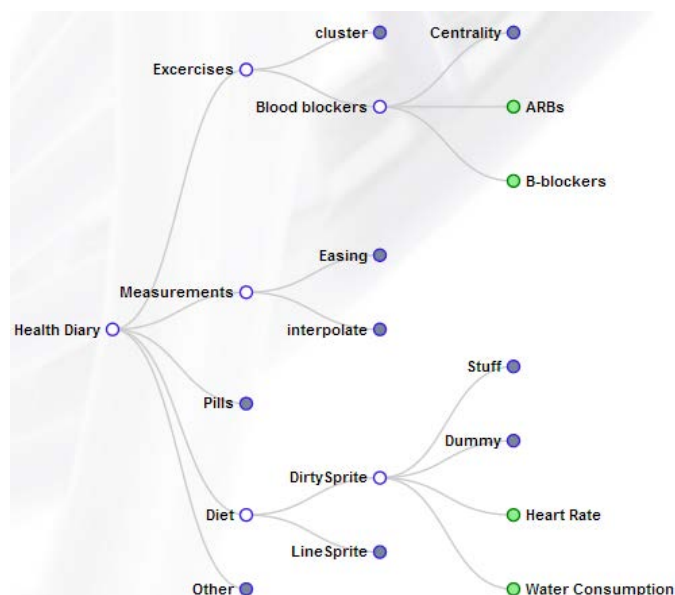 cluster
Centrality
Excercises
Blood blockers
ARBs
B-blockers
Easing
Measurements
Health Diary
interpolate
Stuff
Pills
Dummy
DirtySprite
Diet
Heart Rate
LineSprite
Other
Water Consumption